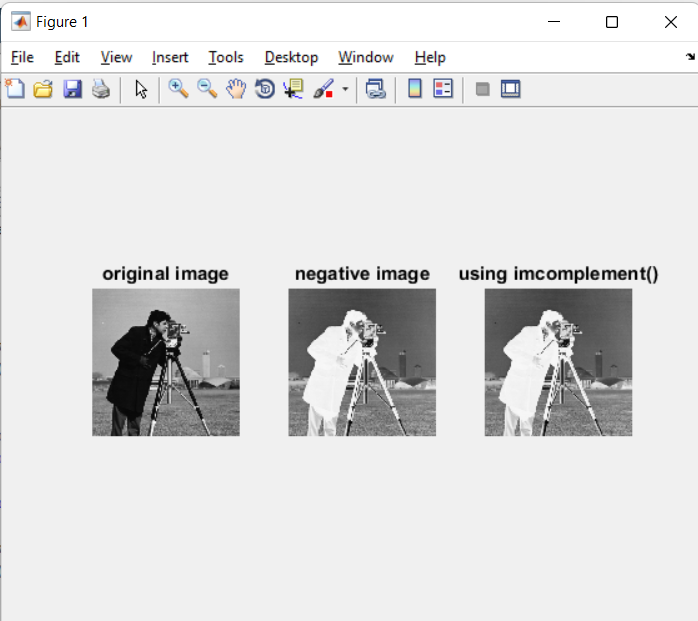 Figure 1
File Edit View Insert Tools Desktop Window Help
original image negative image using imcomplement()